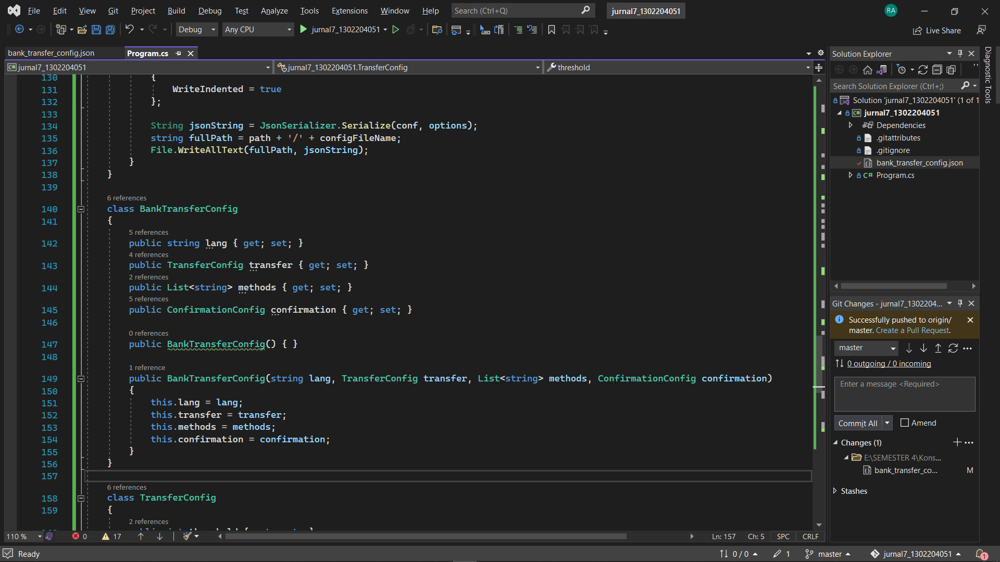 File Edit View Git Project Build Debug Test Analyze Tools Extensions Window Help Search (Ctrl+Q) jurnal7_1302204051 RA
Debug Any CPU jurnal7_1302204051 Live Share
bank_transfer_config.json Program.cs
jurnal7_1302204051 jurnal7_1302204051.TransferConfig threshold
130 {
131 WriteIndented = true
132 };
133
134 String jsonString = JsonSerializer.Serialize(conf, options);
135 string fullPath = path + '/' + configFileName;
136 File.WriteAllText(fullPath, jsonString);
137 }
138 }
139
6 references
140 class BankTransferConfig
141 {
5 references
142 public string lang { get; set; }
4 references
143 public TransferConfig transfer { get; set; }
2 references
144 public List<string> methods { get; set; }
5 references
145 public ConfirmationConfig confirmation { get; set; }
146
0 references
147 public BankTransferConfig() { }
148
1 reference
149 public BankTransferConfig(string lang, TransferConfig transfer, List<string> methods, ConfirmationConfig confirmation)
150 {
151 this.lang = lang;
152 this.transfer = transfer;
153 this.methods = methods;
154 this.confirmation = confirmation;
155 }
156 }
157
6 references
158 class TransferConfig
159 {
2 references
110 % 0 17 Ln: 157 Ch: 5 SPC CRLF
Solution Explorer
Search Solution Explorer (Ctrl+;)
Solution 'jurnal7_1302204051' (1 of 1
jurnal7_1302204051
Dependencies
.gitattributes
.gitignore
bank_transfer_config.json
C# Program.cs
Diagnostic Tools
Git Changes - jurnal7_1302204...
Successfully pushed to origin/
master. Create a Pull Request.
master
0 outgoing / 0 incoming
Enter a message <Required>
Commit All Amend
Changes (1)
E:\SEMESTER 4\Kons...
bank_transfer_co... M
Stashes
Ready 0 / 0 1 master jurnal7_1302204051 1